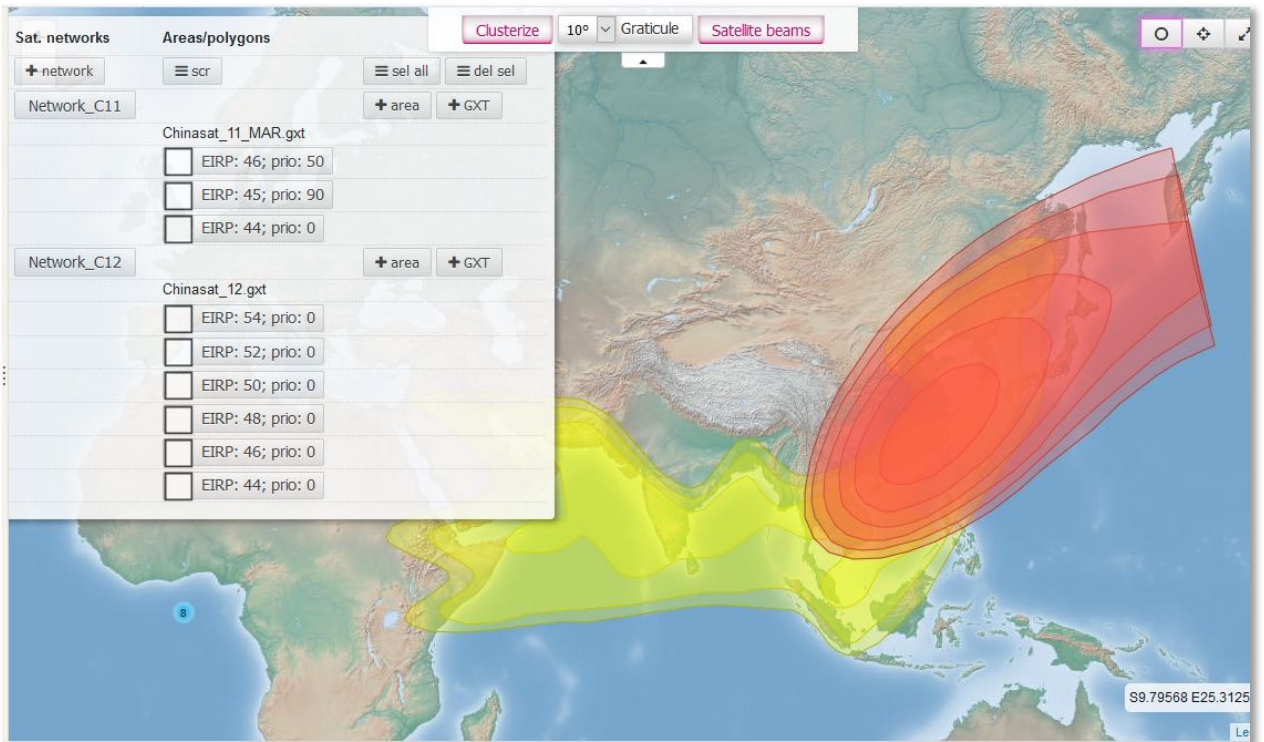 Clusterize 10° Graticule Satellite beams
Sat. networks Areas/polygons
+ network scr sel all del sel
Network_C11 + area + GXT
Chinasat_11_MAR.gxt
EIRP: 46; prio: 50
EIRP: 45; prio: 90
EIRP: 44; prio: 0
Network_C12 + area + GXT
Chinasat_12.gxt
EIRP: 54; prio: 0
EIRP: 52; prio: 0
EIRP: 50; prio: 0
EIRP: 48; prio: 0
EIRP: 46; prio: 0
EIRP: 44; prio: 0
8
S9.79568 E25.3125
Le